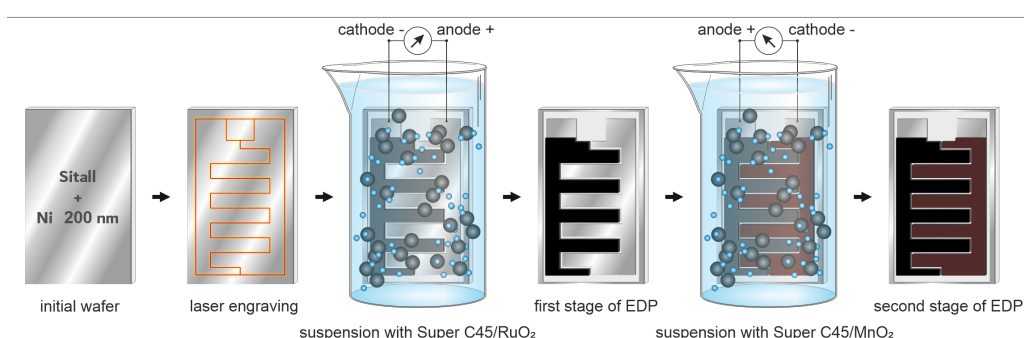 cathode - anode +
anode + cathode -
Sitall
+
Ni 200 nm
initial wafer
laser engraving
first stage of EDP
second stage of EDP
suspension with Super C45/RuO₂
suspension with Super C45/MnO₂